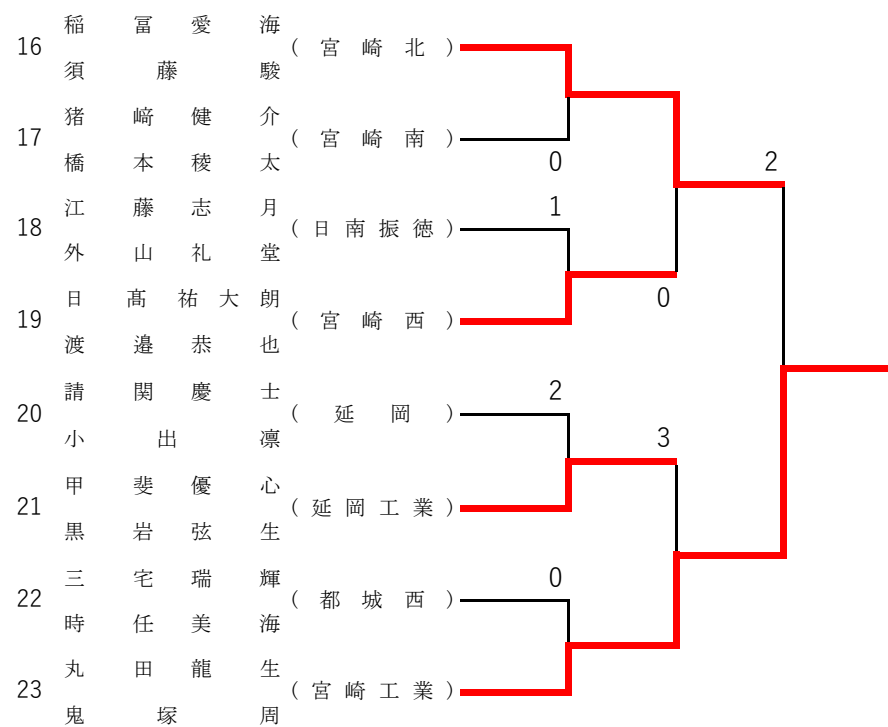 稲冨愛海
16 (宮崎北)
須藤駿
猪﨑健介
17 (宮崎南)
橋本稜太
0 2
江藤志月 1
18 (日南振徳)
外山礼堂
日髙祐大朗 0
19 (宮崎西)
渡邉恭也
請関慶士 2
20 (延岡)
小出凛 3
甲斐優心
21 (延岡工業)
黒岩弦生
三宅瑞輝 0
22 (都城西)
時任美海
丸田龍生
23 (宮崎工業)
鬼塚周